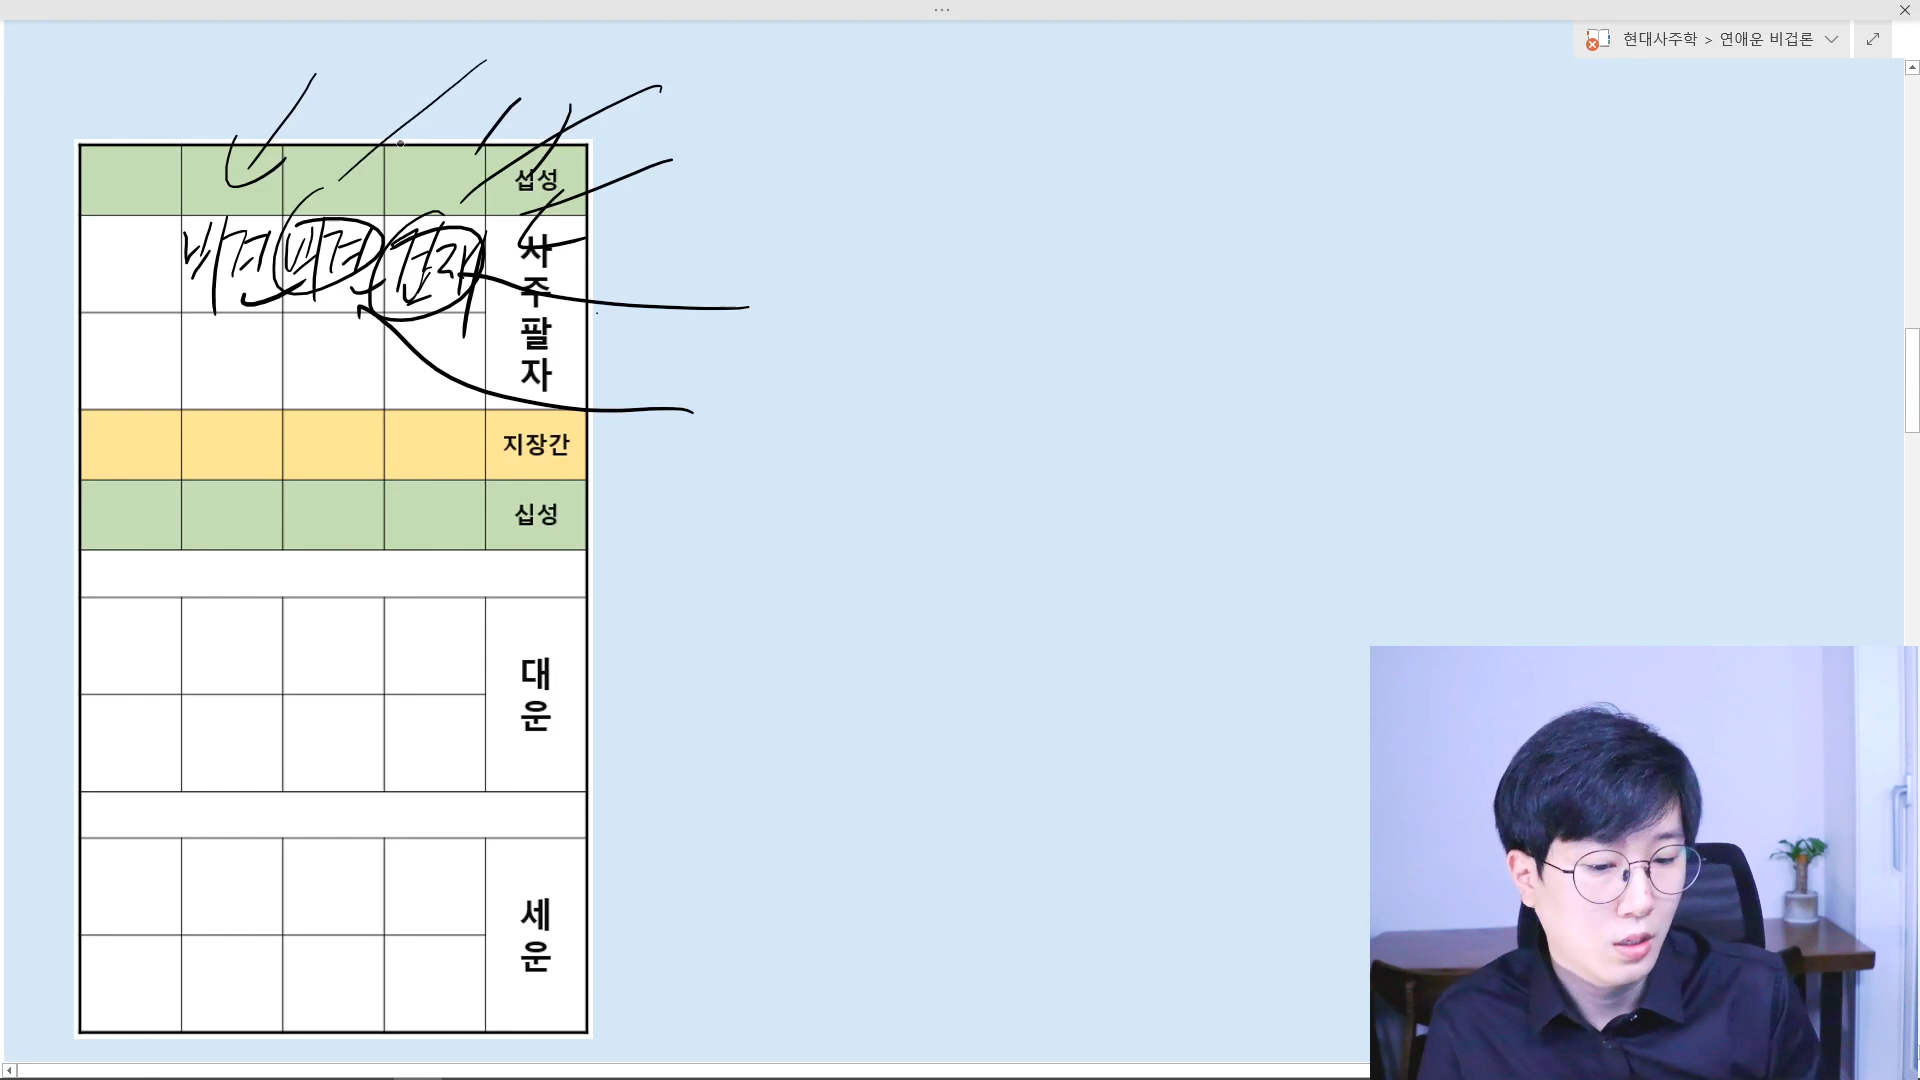 현대사주학 > 연애운 비겁론
십성
비견 비견 겁재
사주팔자
지장간
십성
대운
세운